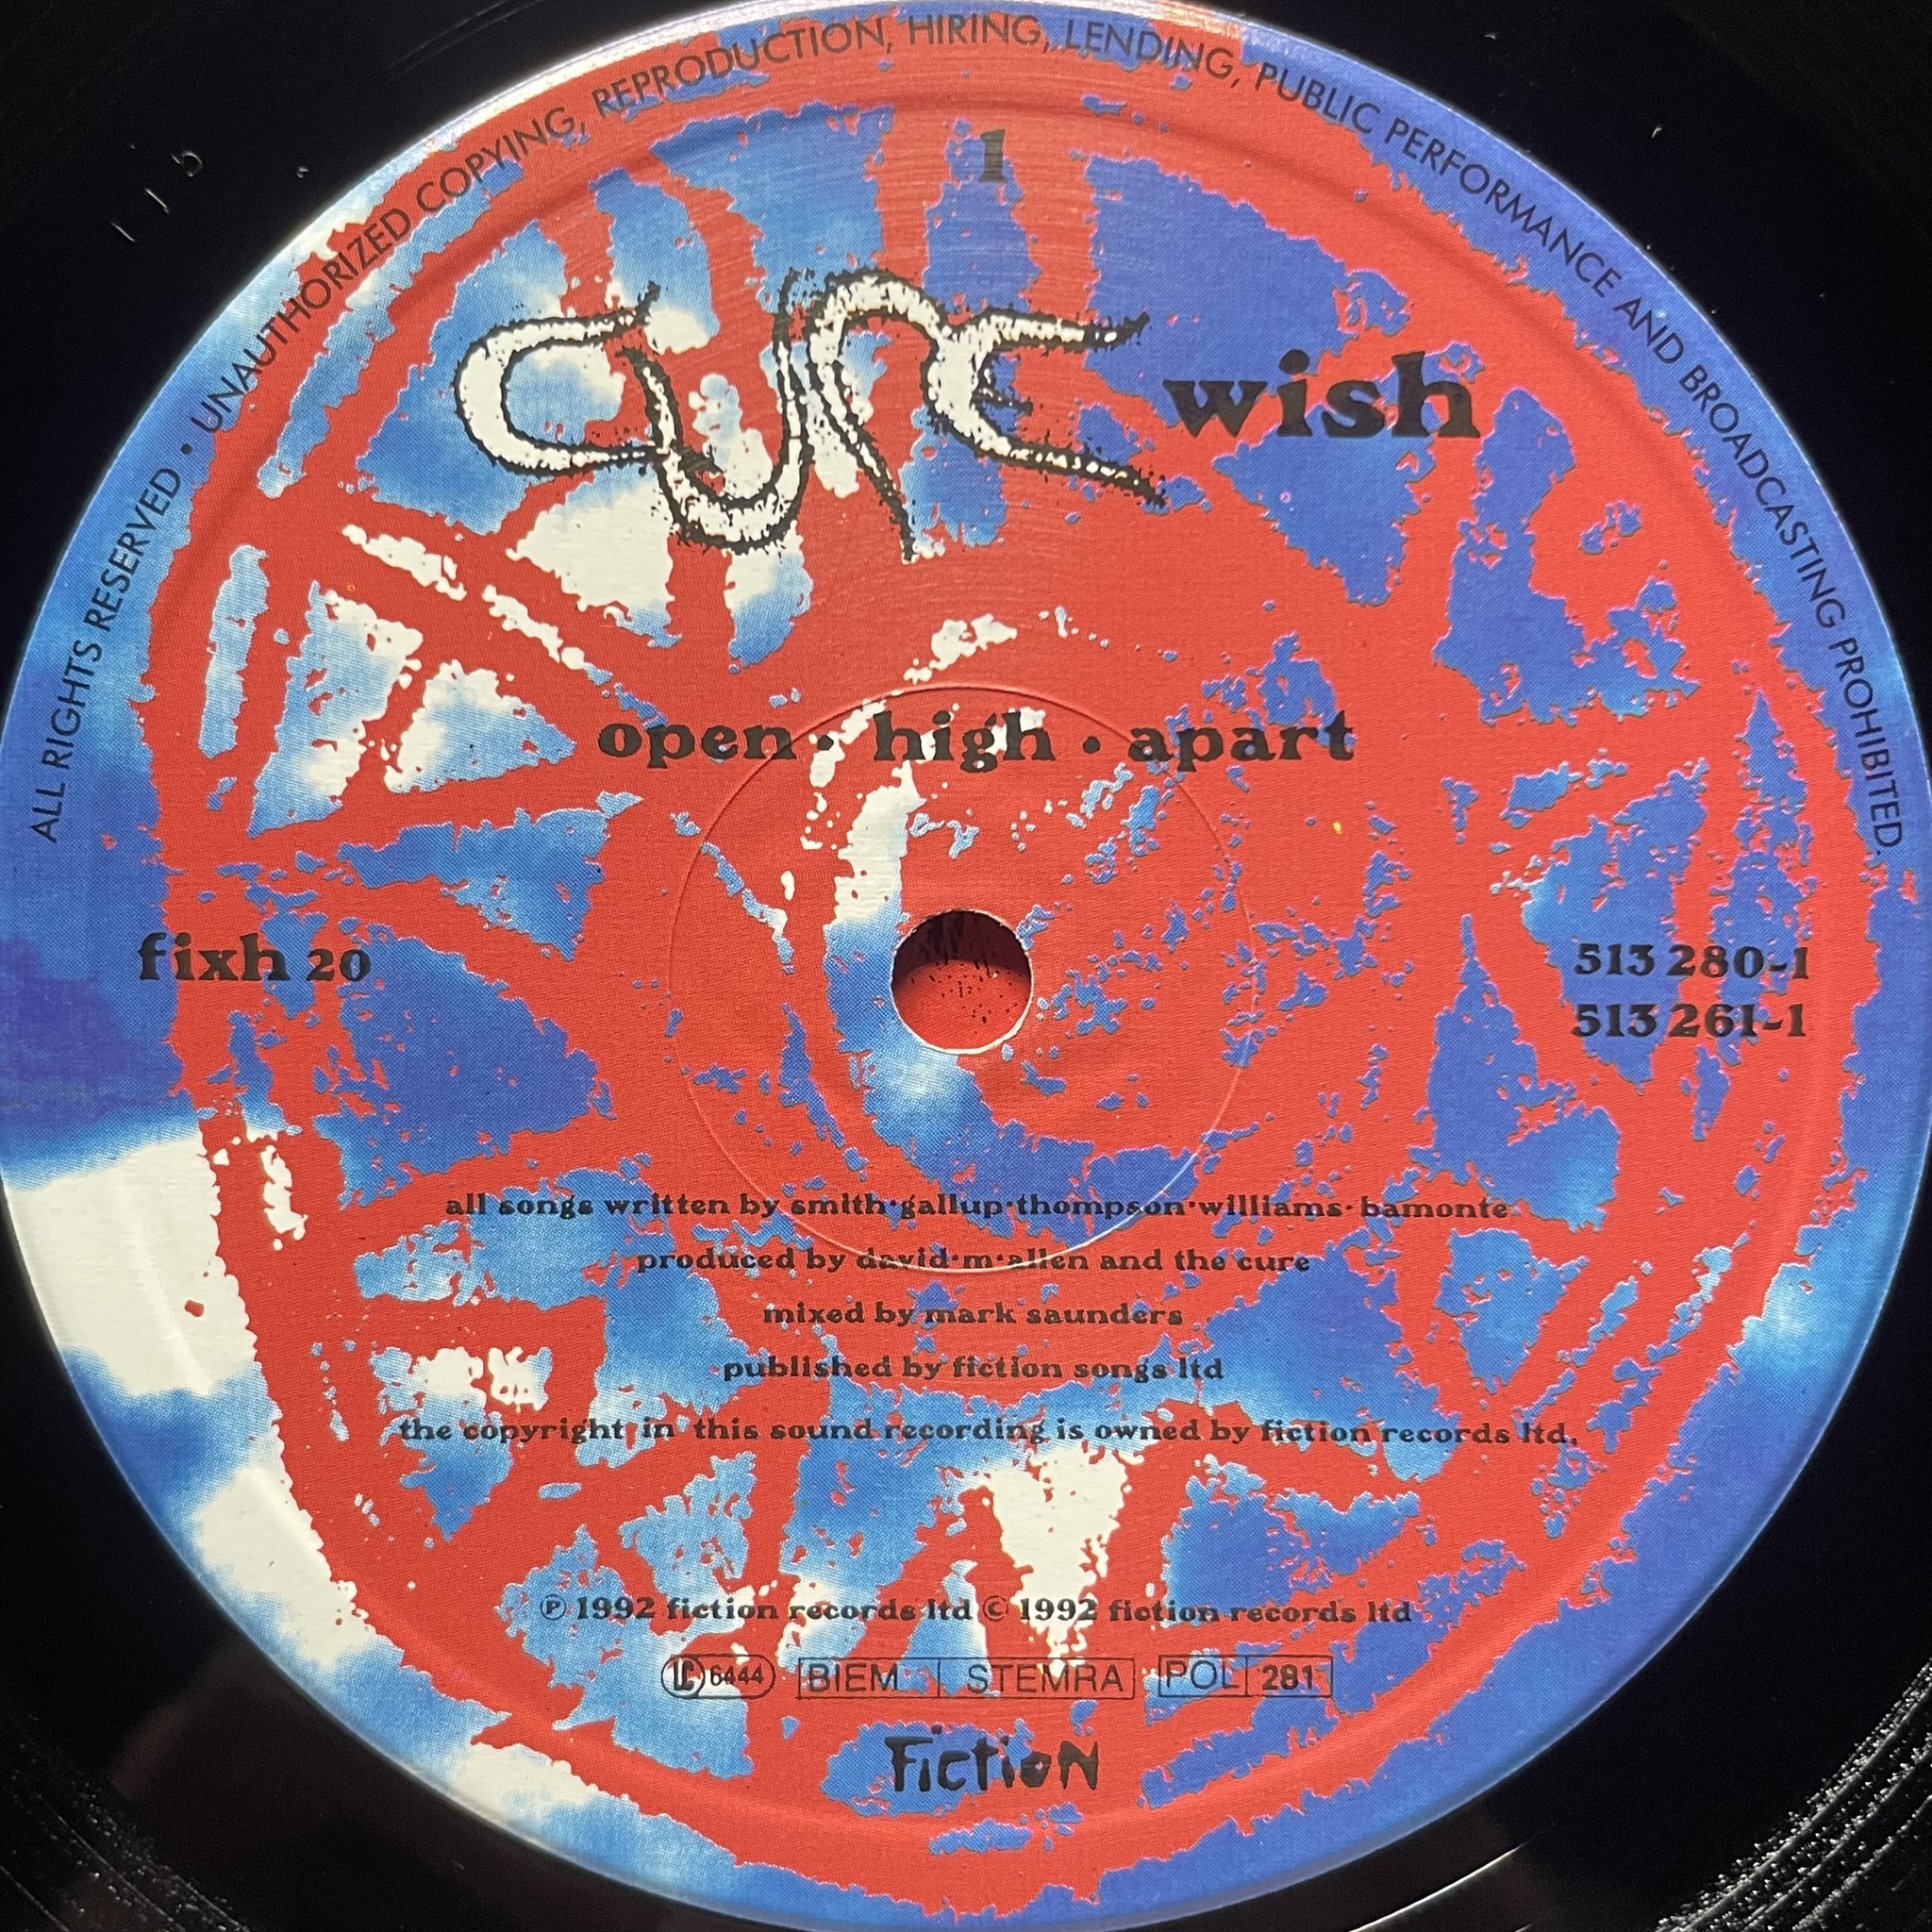 ALL RIGHTS RESERVED · UNAUTHORIZED COPYING, REPRODUCTION, HIRING, LENDING, PUBLIC PERFORMANCE AND BROADCASTING PROHIBITED.
1
CURE
wish
open · high · apart
fixh 20
513 280-1
513 261-1
all songs written by smith·gallup·thompson·williams·bamonte
produced by david·m·allen and the cure
mixed by mark saunders
published by fiction songs ltd
the copyright in this sound recording is owned by fiction records ltd.
℗ 1992 fiction records ltd © 1992 fiction records ltd
LC 6444 BIEM STEMRA POL 281
Fiction